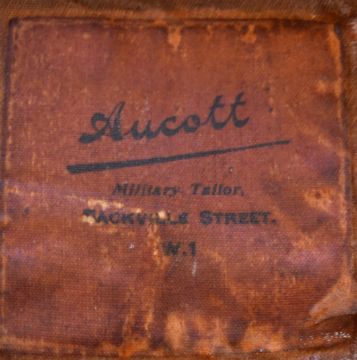 Aucott
Military Tailor,
SACKVILLE STREET.
W.1